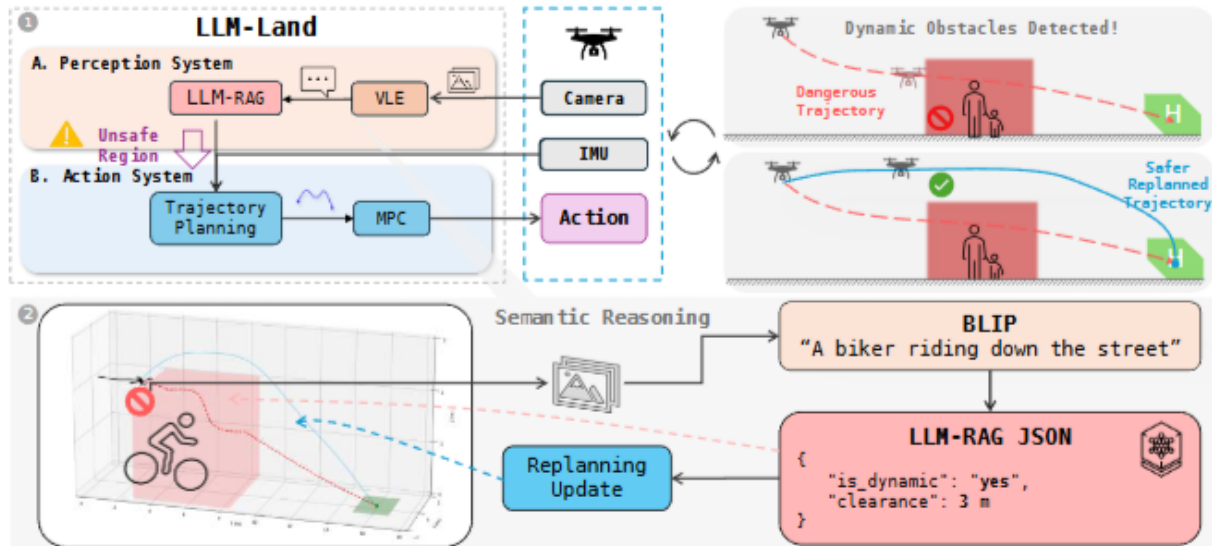 1
LLM-Land
A. Perception System
LLM-RAG
VLE
Camera
Unsafe
Region
IMU
B. Action System
Trajectory
Planning
MPC
Action
Dynamic Obstacles Detected!
Dangerous
Trajectory
H
Safer
Replanned
Trajectory
H
2
Semantic Reasoning
BLIP
“A biker riding down the street”
LLM-RAG JSON
{
"is_dynamic": "yes",
"clearance": 3 m
}
Replanning
Update